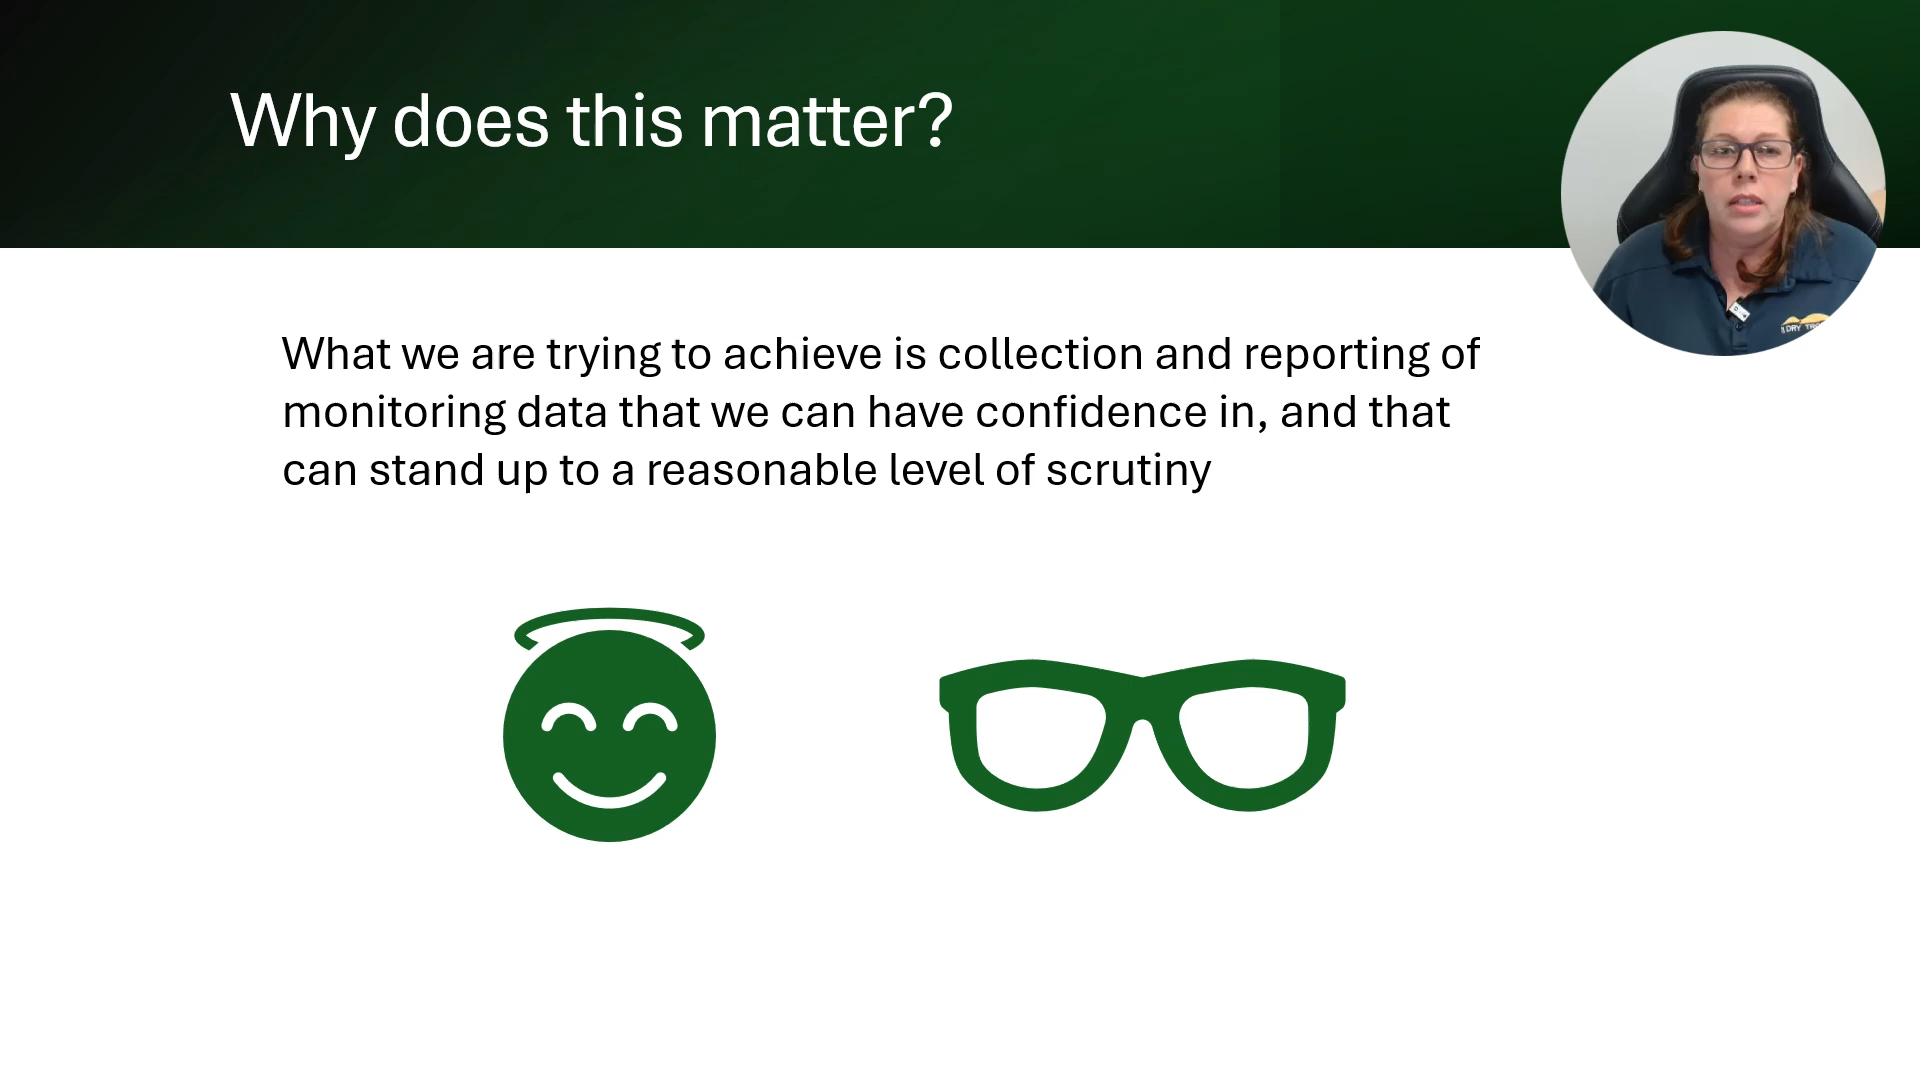 Why does this matter?
What we are trying to achieve is collection and reporting of
monitoring data that we can have confidence in, and that
can stand up to a reasonable level of scrutiny
DRY